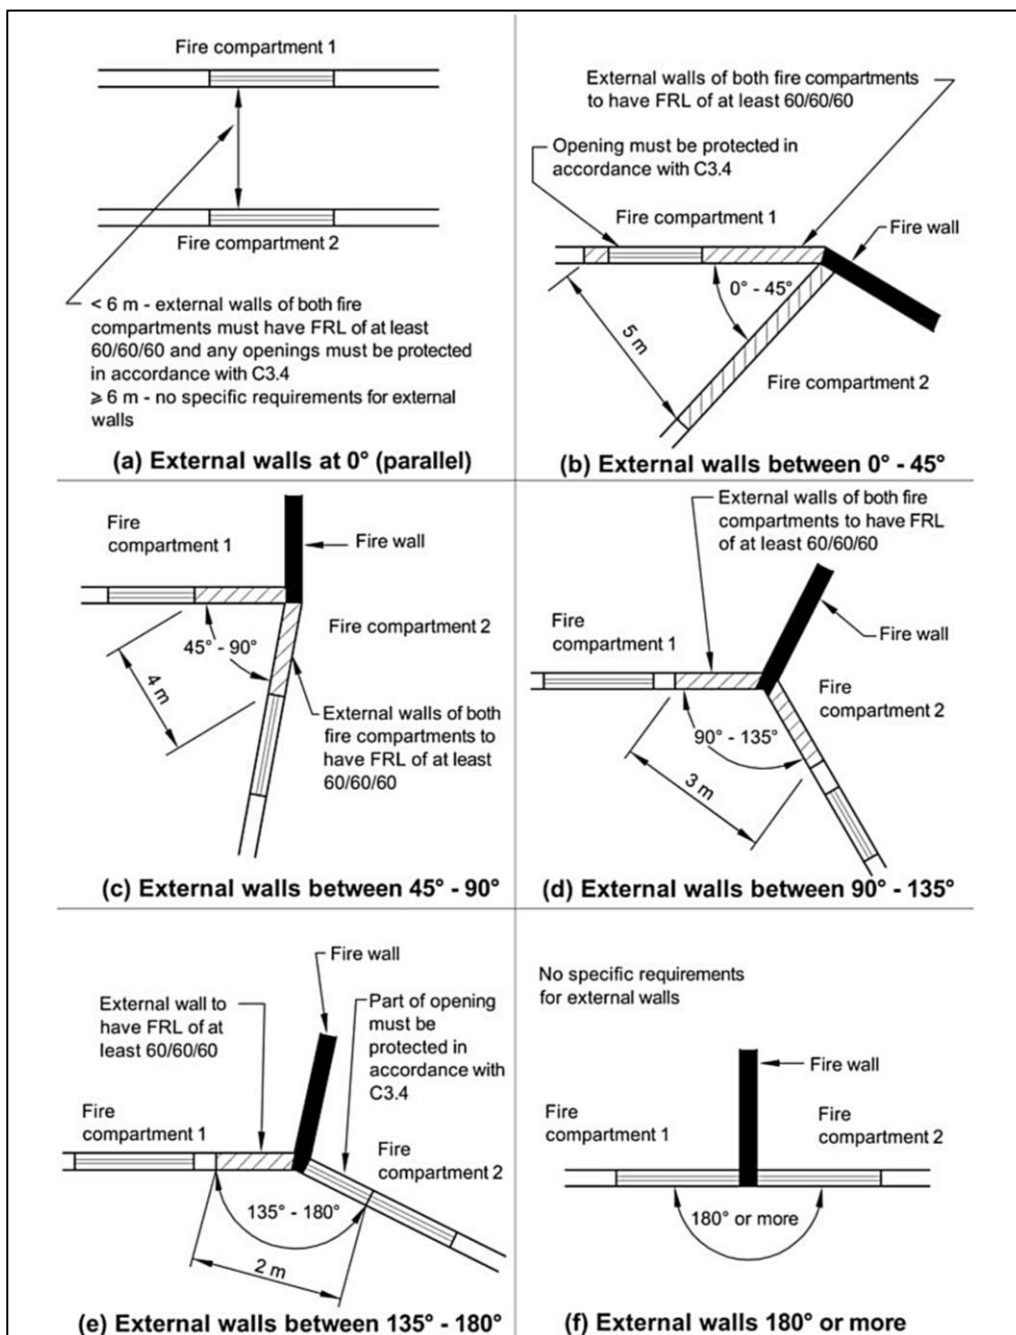 Fire compartment 1
Fire compartment 2
< 6 m - external walls of both fire
compartments must have FRL of at least
60/60/60 and any openings must be protected
in accordance with C3.4
⩾ 6 m - no specific requirements for external
walls
(a) External walls at 0° (parallel)
External walls of both fire compartments
to have FRL of at least 60/60/60
Opening must be protected in
accordance with C3.4
Fire compartment 1
Fire wall
0° - 45°
5 m
Fire compartment 2
(b) External walls between 0° - 45°
Fire
compartment 1
Fire wall
Fire compartment 2
45° - 90°
4 m
External walls of both
fire compartments to
have FRL of at least
60/60/60
(c) External walls between 45° - 90°
External walls of both fire
compartments to have FRL
of at least 60/60/60
Fire
compartment 1
Fire wall
Fire
compartment 2
90° - 135°
3 m
(d) External walls between 90° - 135°
Fire wall
External wall to
have FRL of at
least 60/60/60
Part of opening
must be
protected in
accordance with
C3.4
Fire
compartment 1
Fire
compartment 2
135° - 180°
2 m
(e) External walls between 135° - 180°
No specific requirements
for external walls
Fire wall
Fire
compartment 1
Fire
compartment 2
180° or more
(f) External walls 180° or more